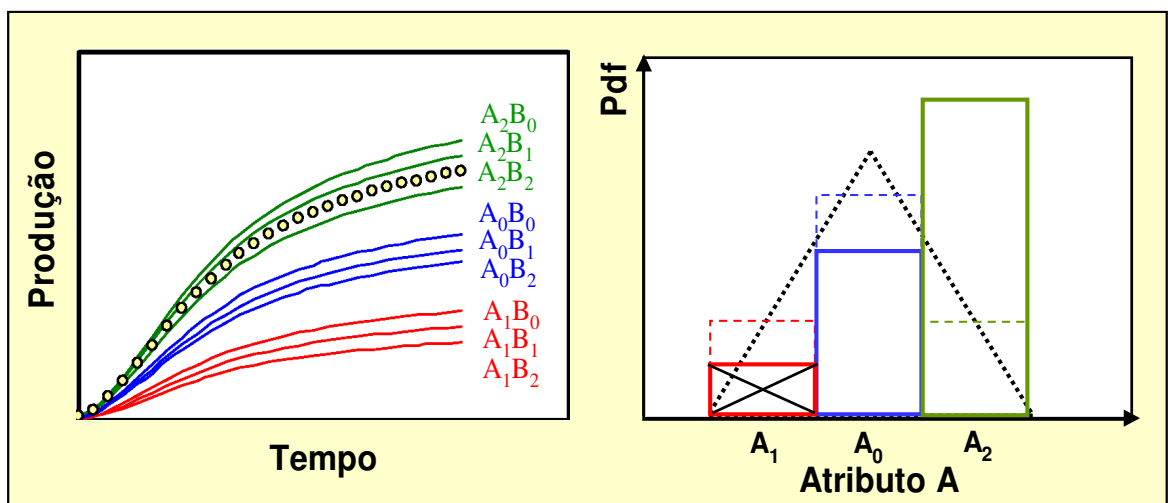 Produção
A₂B₀
A₂B₁
A₂B₂
A₀B₀
A₀B₁
A₀B₂
A₁B₀
A₁B₁
A₁B₂
Tempo
Pdf
A₁ A₀ A₂
Atributo A